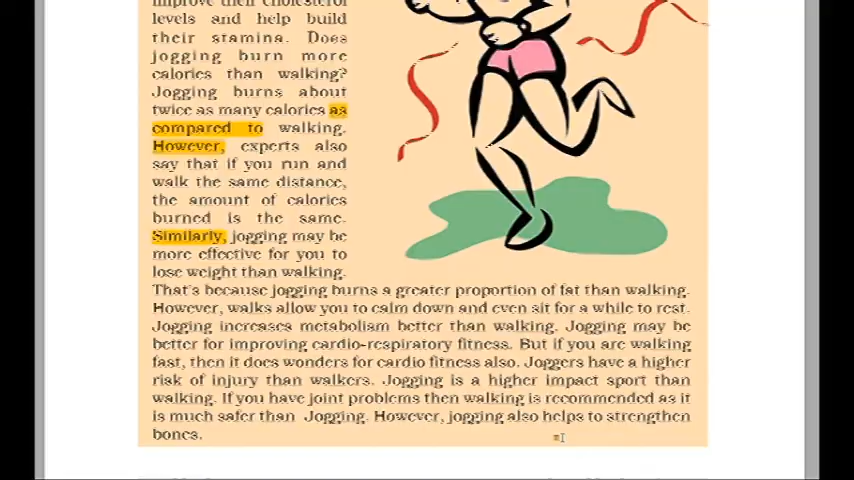 improve their cholesterol
levels and help build
their stamina. Does
jogging burn more
calories than walking?
Jogging burns about
twice as many calories as
compared to walking.
However, experts also
say that if you run and
walk the same distance,
the amount of calories
burned is the same.
Similarly, jogging may be
more effective for you to
lose weight than walking.
That's because jogging burns a greater proportion of fat than walking.
However, walks allow you to calm down and even sit for a while to rest.
Jogging increases metabolism better than walking. Jogging may be
better for improving cardio-respiratory fitness. But if you are walking
fast, then it does wonders for cardio fitness also. Joggers have a higher
risk of injury than walkers. Jogging is a higher impact sport than
walking. If you have joint problems then walking is recommended as it
is much safer than Jogging. However, jogging also helps to strengthen
bones.